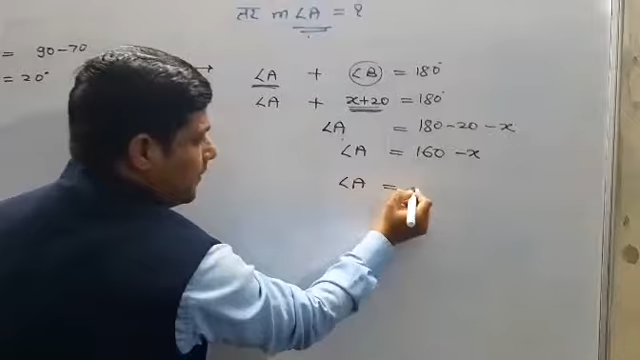 तर m∠A = ?
= 90-70
= 20°
→ ∠A + ∠B = 180°
∠A + x+20 = 180°
∠A = 180-20-x
∠A = 160-x
∠A =